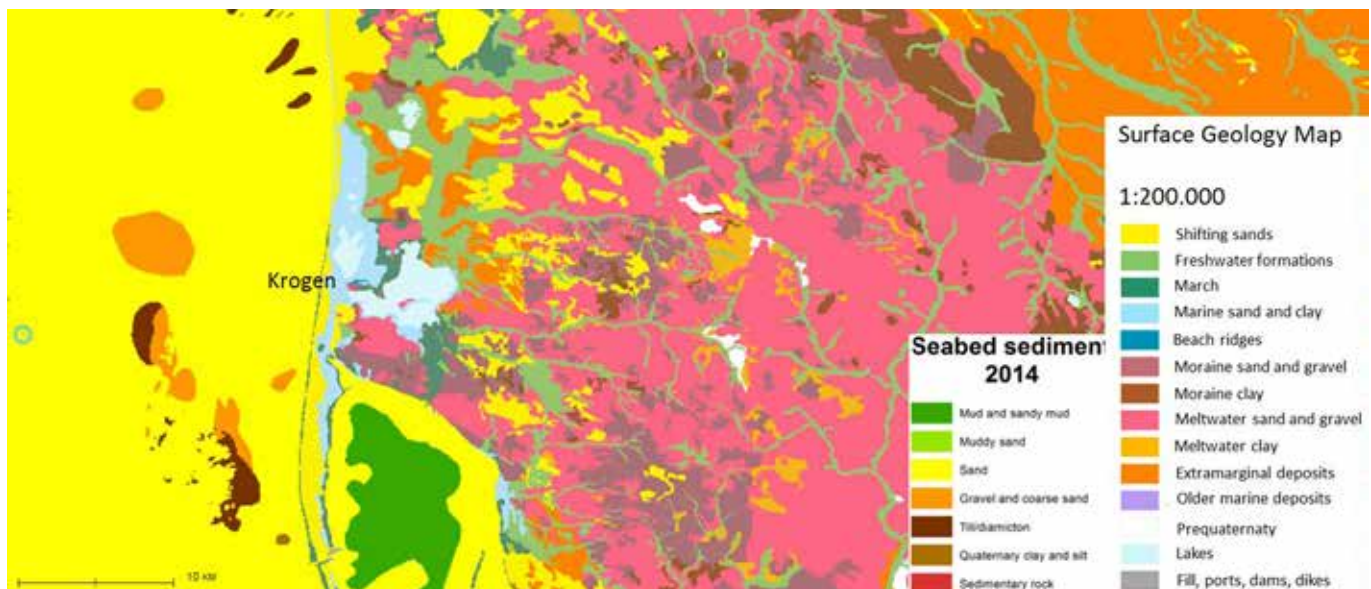 Krogen
10 KM
Seabed sedimen
2014
Mud and sandy mud
Muddy sand
Sand
Gravel and coarse sand
Till/diamicton
Quaternary clay and silt
Sedimentary rock
Surface Geology Map
1:200.000
Shifting sands
Freshwater formations
March
Marine sand and clay
Beach ridges
Moraine sand and gravel
Moraine clay
Meltwater sand and gravel
Meltwater clay
Extramarginal deposits
Older marine deposits
Prequaternaty
Lakes
Fill, ports, dams, dikes